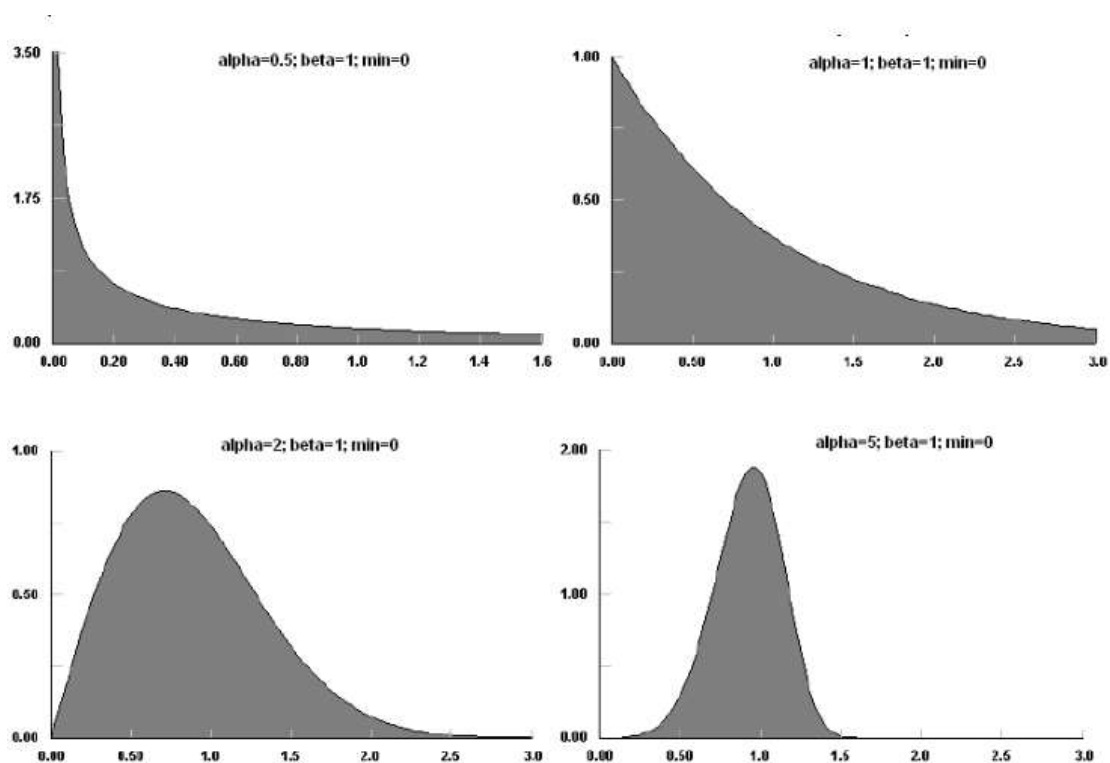 alpha=0.5; beta=1; min=0
3.50
1.75
0.00
0.00 0.20 0.40 0.60 0.80 1.0 1.2 1.4 1.6
alpha=1; beta=1; min=0
1.00
0.50
0.00
0.00 0.50 1.0 1.5 2.0 2.5 3.0
alpha=2; beta=1; min=0
1.00
0.50
0.00
0.00 0.50 1.0 1.5 2.0 2.5 3.0
alpha=5; beta=1; min=0
2.00
1.00
0.00
0.00 0.50 1.0 1.5 2.0 2.5 3.0